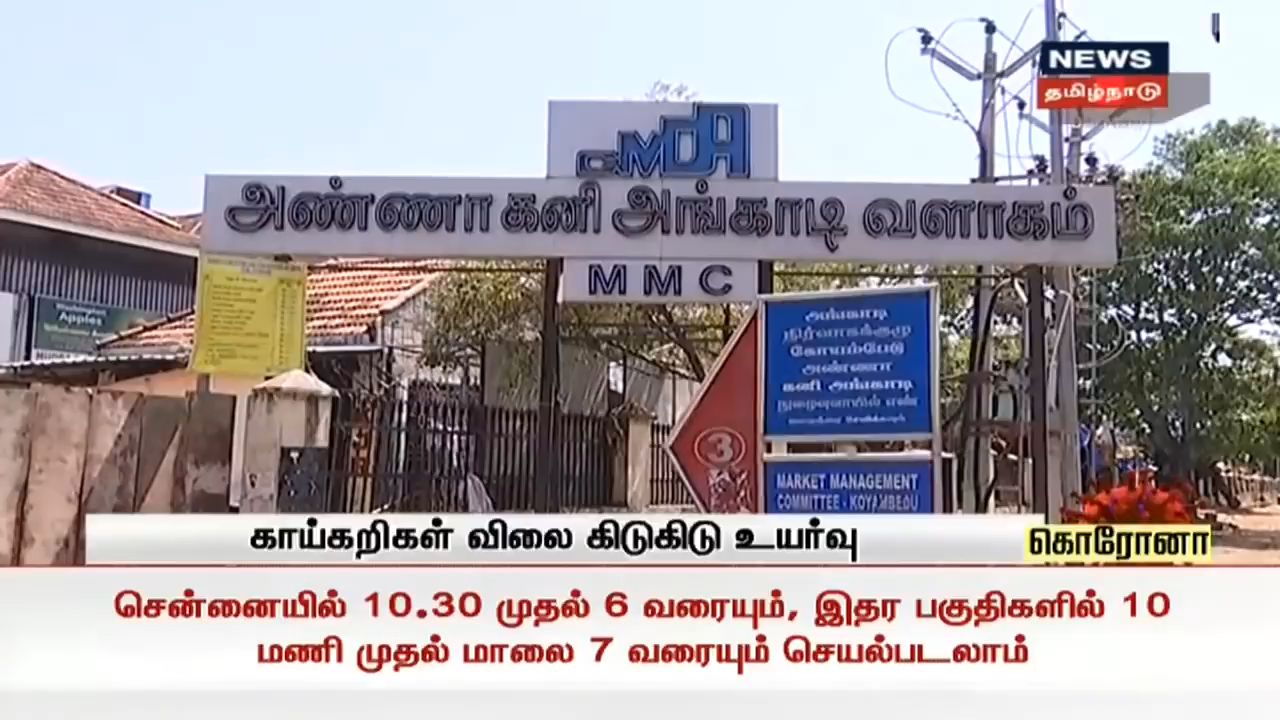 NEWS
தமிழ்நாடு
CMDA
அண்ணா கனி அங்காடி வளாகம்
MMC
Apples
அங்காடி
நிர்வாகக்குழு
கோயம்பேடு
அண்ணா
கனி அங்காடி
நுழைவுவாயில் எண்
3
MARKET MANAGEMENT
COMMITTEE - KOYAMBEDU
காய்கறிகள் விலை கிடுகிடு உயர்வு
கொரோனா
சென்னையில் 10.30 முதல் 6 வரையும், இதர பகுதிகளில் 10
மணி முதல் மாலை 7 வரையும் செயல்படலாம்